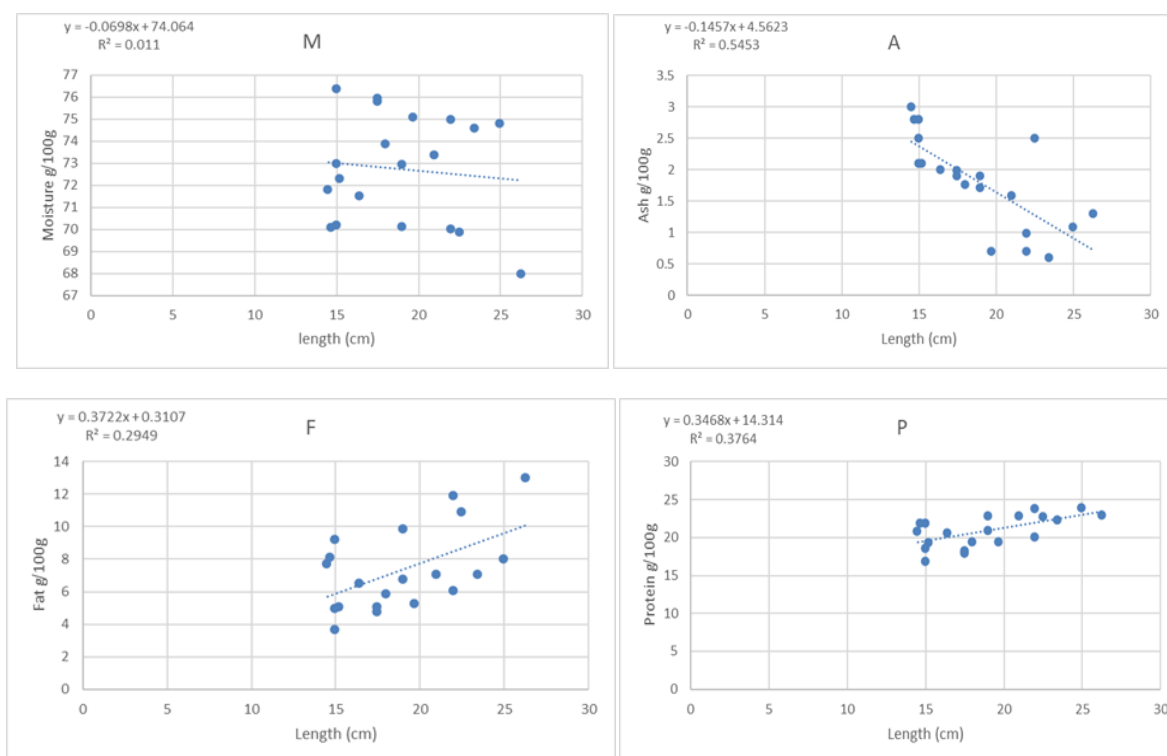 y = -0.0698x + 74.064
R² = 0.011
M
Moisture g/100g
77
76
75
74
73
72
71
70
69
68
67
0 5 10 15 20 25 30
length (cm)
y = -0.1457x + 4.5623
R² = 0.5453
A
Ash g/100g
3.5
3
2.5
2
1.5
1
0.5
0
0 5 10 15 20 25 30
Length (cm)
y = 0.3722x + 0.3107
R² = 0.2949
F
Fat g/100g
14
12
10
8
6
4
2
0
0 5 10 15 20 25 30
Length (cm)
y = 0.3468x + 14.314
R² = 0.3764
P
Protein g/100g
30
25
20
15
10
5
0
0 5 10 15 20 25 30
Length (cm)